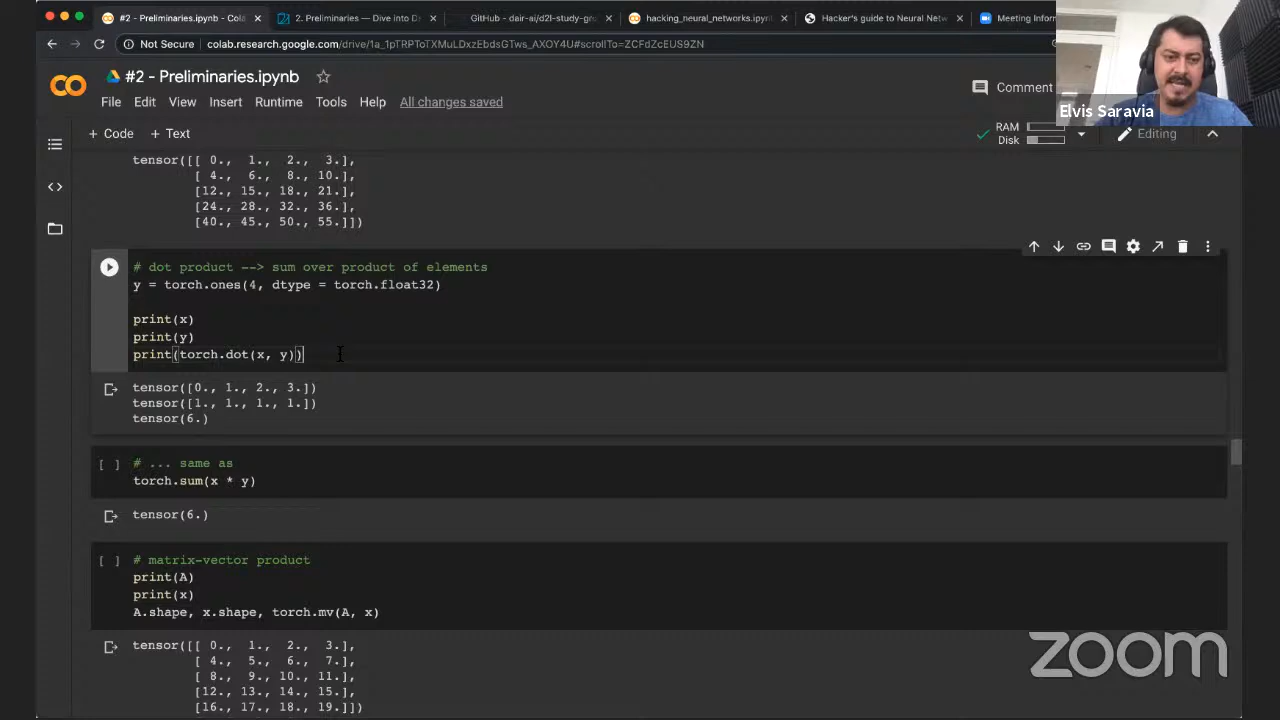 #2 - Preliminaries.ipynb - Cola
2. Preliminaries — Dive into D
GitHub - dair-ai/d2l-study-gro
hacking_neural_networks.ipynb
Hacker's guide to Neural Netw
Meeting Inform
Not Secure colab.research.google.com/drive/1a_1pTRPToTXMuLDxzEbdsGTws_AXOY4U#scrollTo=ZCFdZcEUS9ZN
#2 - Preliminaries.ipynb
File Edit View Insert Runtime Tools Help All changes saved
Comment
Elvis Saravia
+ Code + Text
RAM
Disk
Editing
tensor([[ 0., 1., 2., 3.],
[ 4., 6., 8., 10.],
[12., 15., 18., 21.],
[24., 28., 32., 36.],
[40., 45., 50., 55.]])
# dot product --> sum over product of elements
y = torch.ones(4, dtype = torch.float32)
print(x)
print(y)
print(torch.dot(x, y))
tensor([0., 1., 2., 3.])
tensor([1., 1., 1., 1.])
tensor(6.)
[ ] # ... same as
torch.sum(x * y)
tensor(6.)
[ ] # matrix-vector product
print(A)
print(x)
A.shape, x.shape, torch.mv(A, x)
tensor([[ 0., 1., 2., 3.],
[ 4., 5., 6., 7.],
[ 8., 9., 10., 11.],
[12., 13., 14., 15.],
[16., 17., 18., 19.]])
zoom